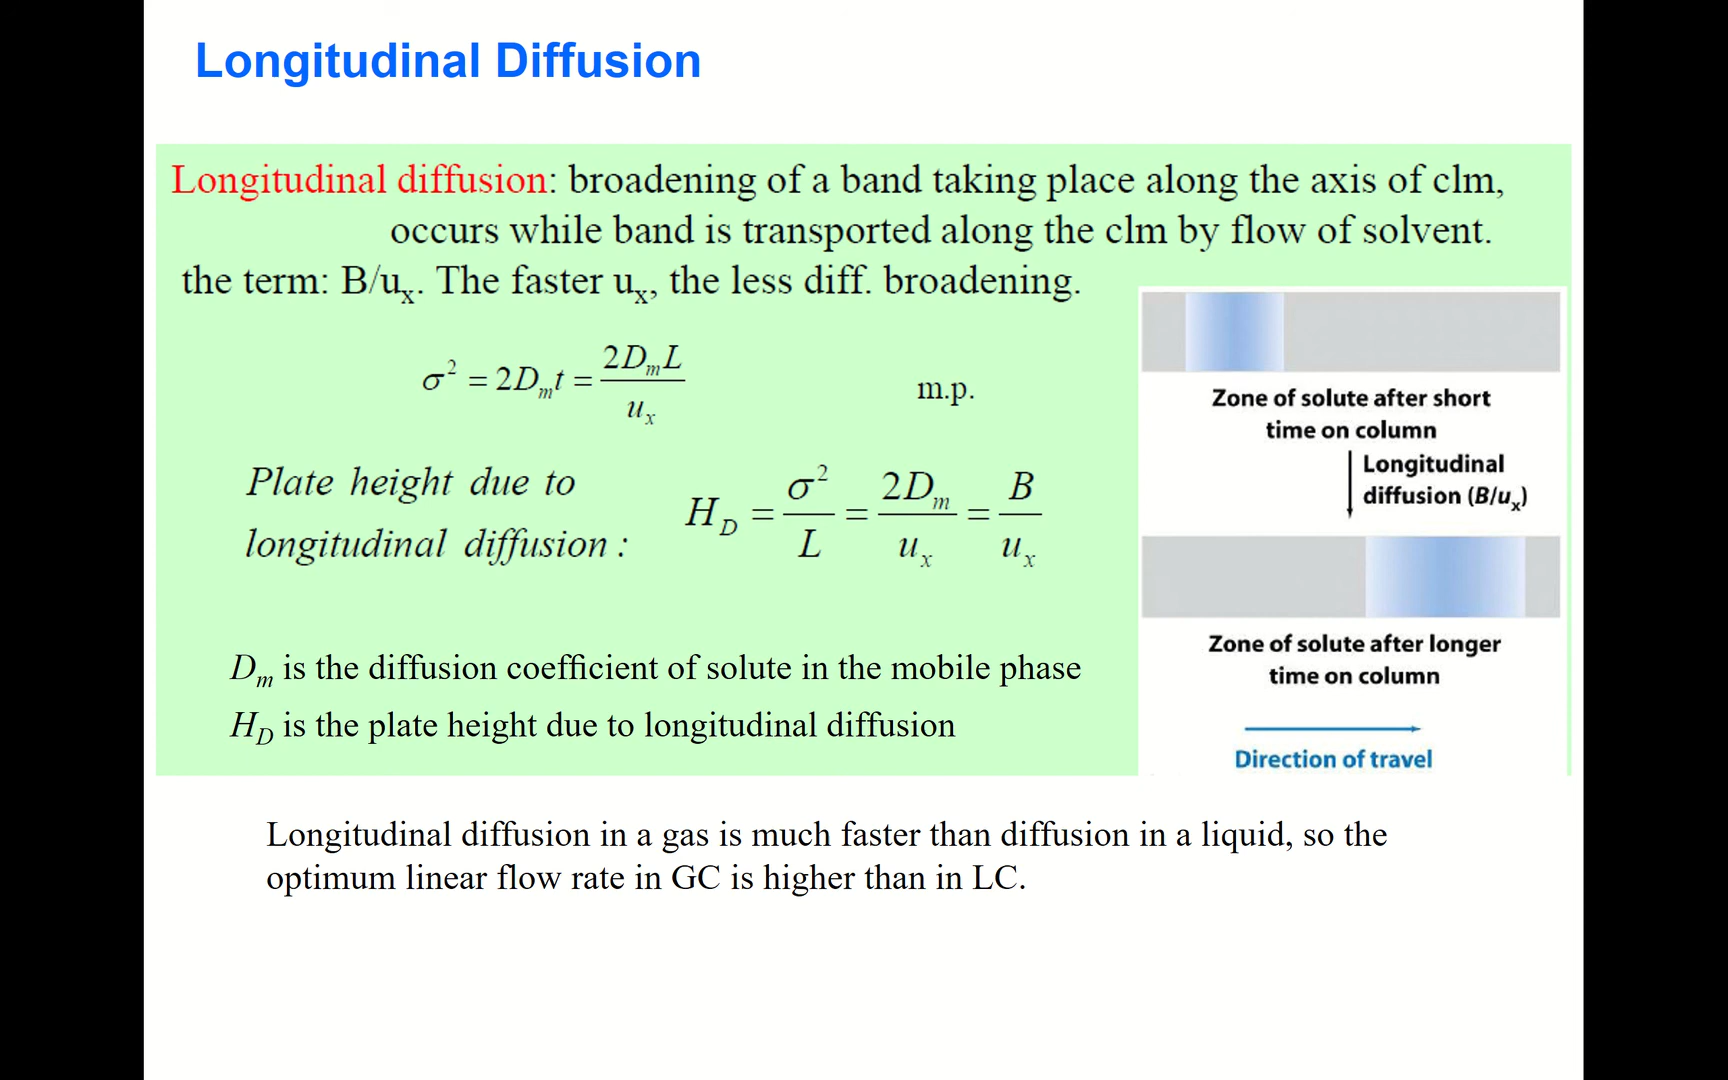 Longitudinal Diffusion
Longitudinal diffusion: broadening of a band taking place along the axis of clm,
occurs while band is transported along the clm by flow of solvent.
the term: B/uₓ. The faster uₓ, the less diff. broadening.
σ² = 2Dₘt = 2DₘL / uₓ
m.p.
Plate height due to
longitudinal diffusion :
H_D = σ² / L = 2Dₘ / uₓ = B / uₓ
Dₘ is the diffusion coefficient of solute in the mobile phase
H_D is the plate height due to longitudinal diffusion
Zone of solute after short
time on column
Longitudinal
diffusion (B/uₓ)
Zone of solute after longer
time on column
Direction of travel
Longitudinal diffusion in a gas is much faster than diffusion in a liquid, so the
optimum linear flow rate in GC is higher than in LC.